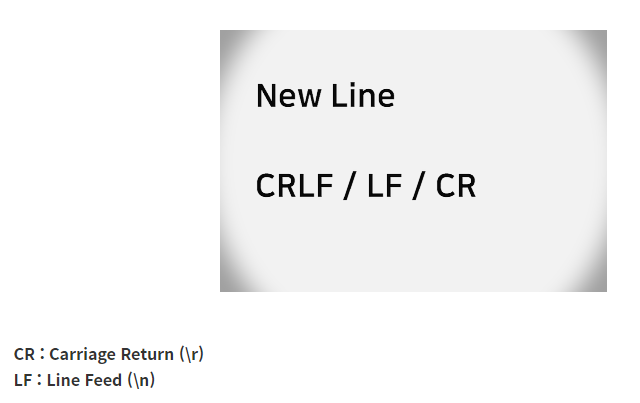 New Line
CRLF / LF / CR
CR : Carriage Return (\r)
LF : Line Feed (\n)